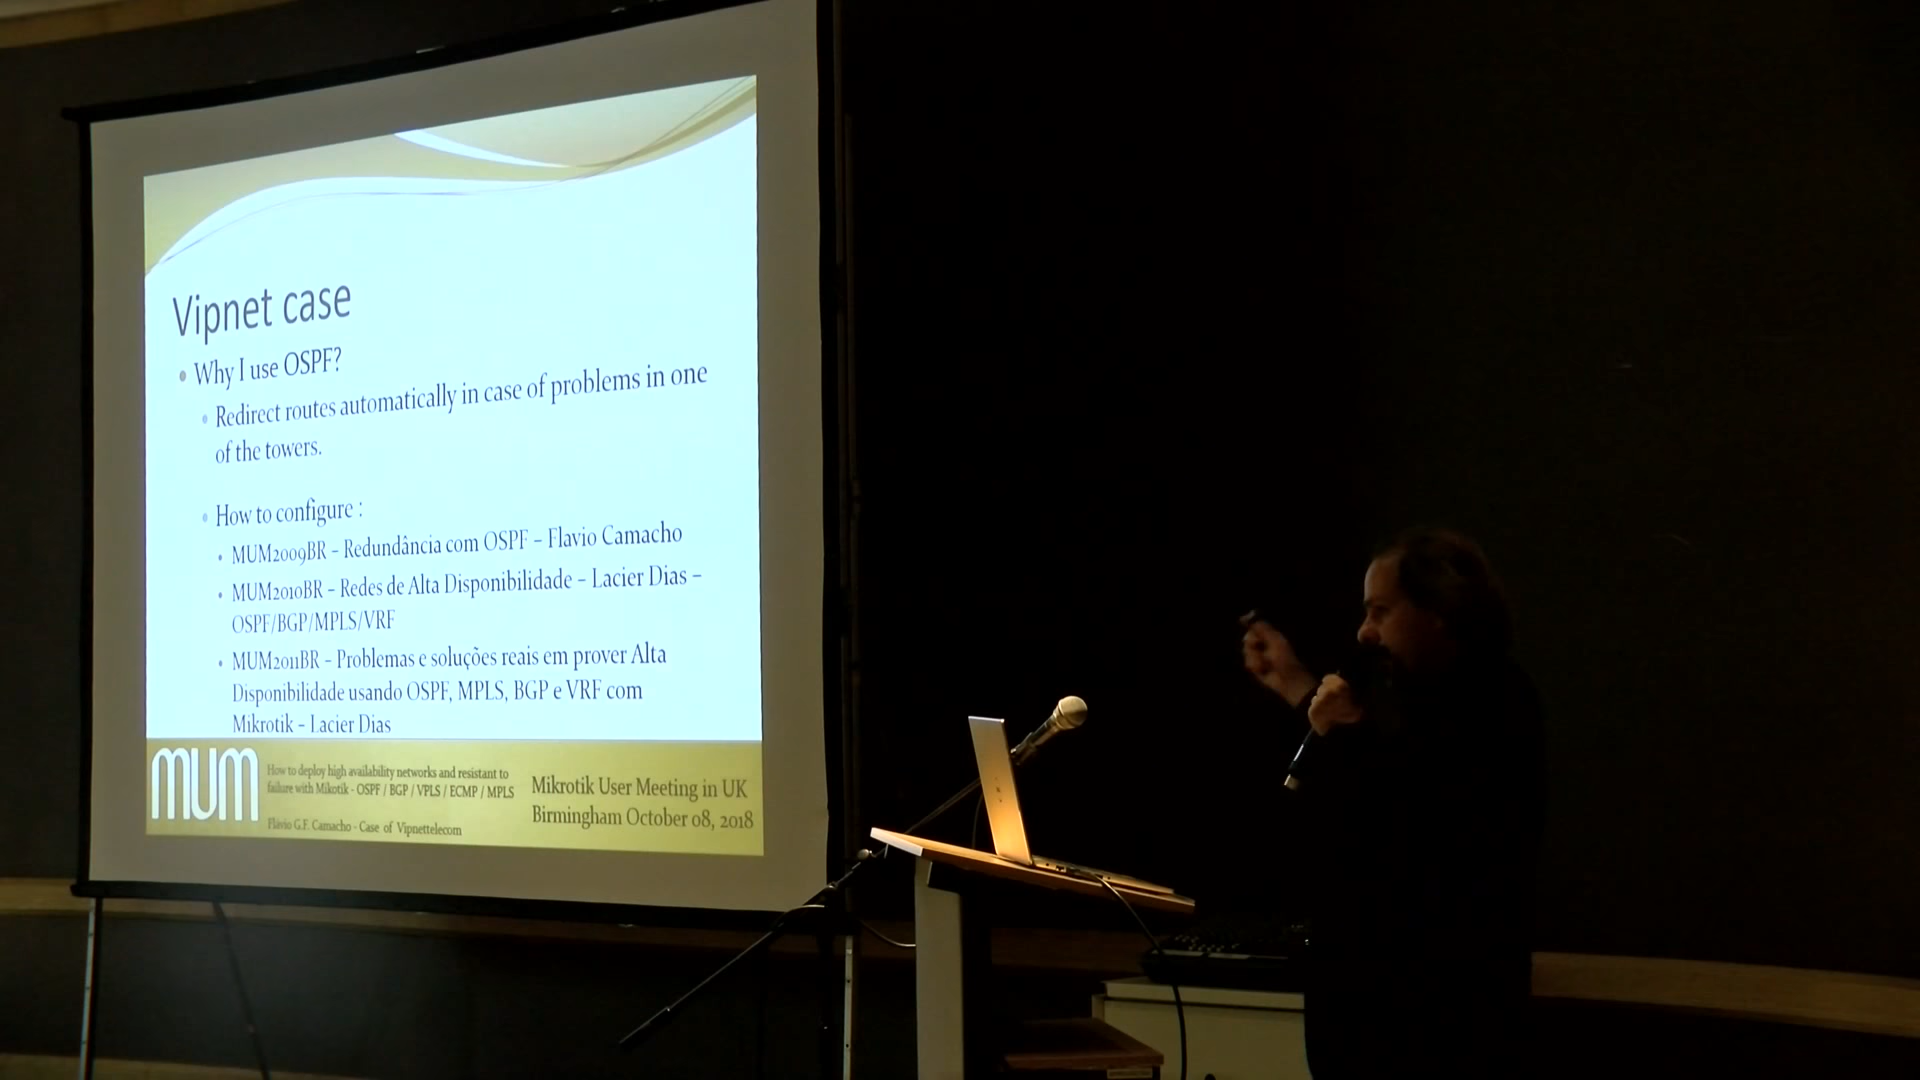 Vipnet case
• Why I use OSPF?
• Redirect routes automatically in case of problems in one
of the towers.
• How to configure :
• MUM2009BR – Redundância com OSPF – Flavio Camacho
• MUM2010BR – Redes de Alta Disponibilidade – Lacier Dias –
OSPF/BGP/MPLS/VRF
• MUM2011BR – Problemas e soluções reais em prover Alta
Disponibilidade usando OSPF, MPLS, BGP e VRF com
Mikrotik – Lacier Dias
mum
How to deploy high availability networks and resistant to
failure with Mikotik - OSPF / BGP / VPLS / ECMP / MPLS
Flávio G.F. Camacho - Case of Vipnettelecom
Mikrotik User Meeting in UK
Birmingham October 08, 2018